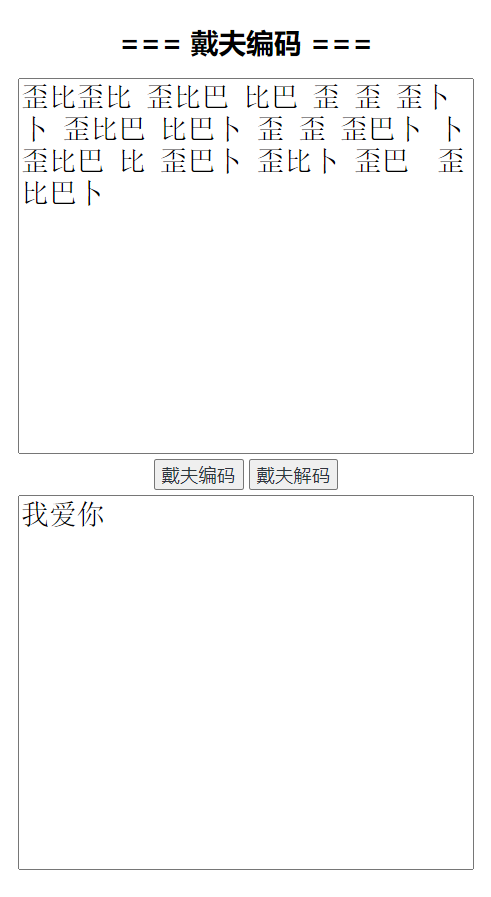 === 戴夫编码 ===
歪比歪比 歪比巴 比巴 歪 歪 歪卜
卜 歪比巴 比巴卜 歪 歪 歪巴卜 卜
歪比巴 比 歪巴卜 歪比卜 歪巴  歪
比巴卜
戴夫编码 戴夫解码
我爱你